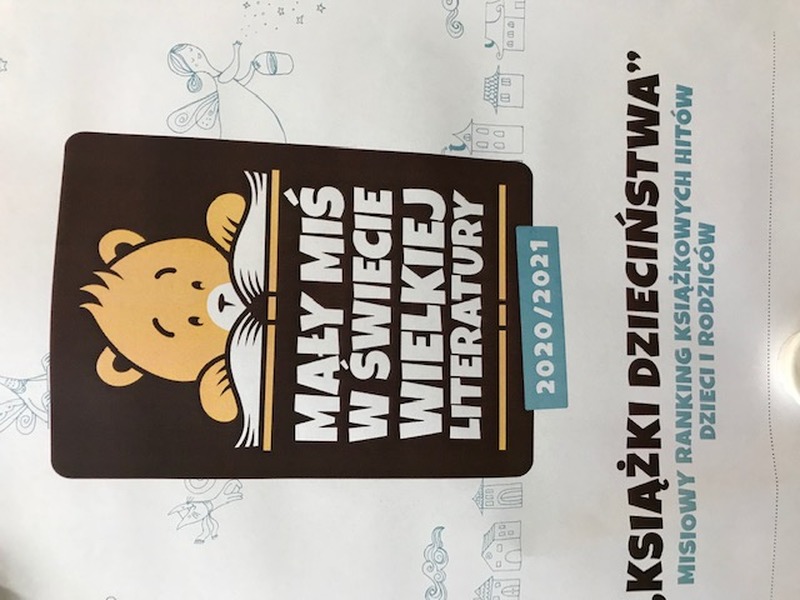 MAŁY MIŚ
W ŚWIECIE
WIELKIEJ
LITERATURY
2020/2021
„KSIĄŻKI DZIECIŃSTWA”
MISIOWY RANKING KSIĄŻKOWYCH HITÓW
DZIECI I RODZICÓW